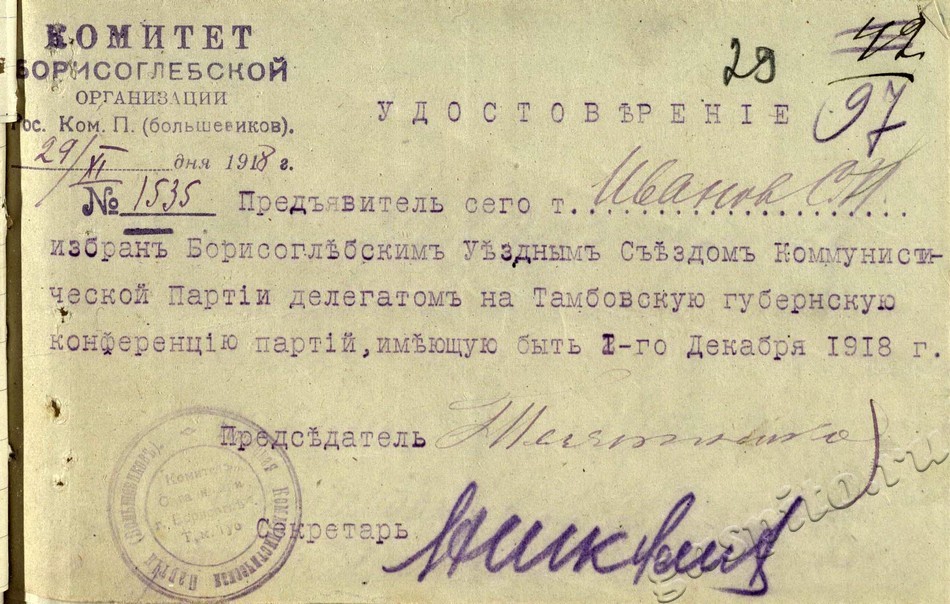 КОМИТЕТ
БОРИСОГЛЕБСКОЙ
ОРГАНИЗАЦИИ
Рос. Ком. П. (большевиков).
29/XI дня 1918 г.
№ 1535
29
42
97
УДОСТОВѢРЕНІЕ
Предъявитель сего т. Иванов С.И.
избранъ Борисоглѣбскимъ Уѣзднымъ Съѣздомъ Коммунисти-
ческой Партіи делегатомъ на Тамбовскую губернскую
конференцію партій, имѣющую быть 1-го Декабря 1918 г.
Предсѣдатель
Секретарь